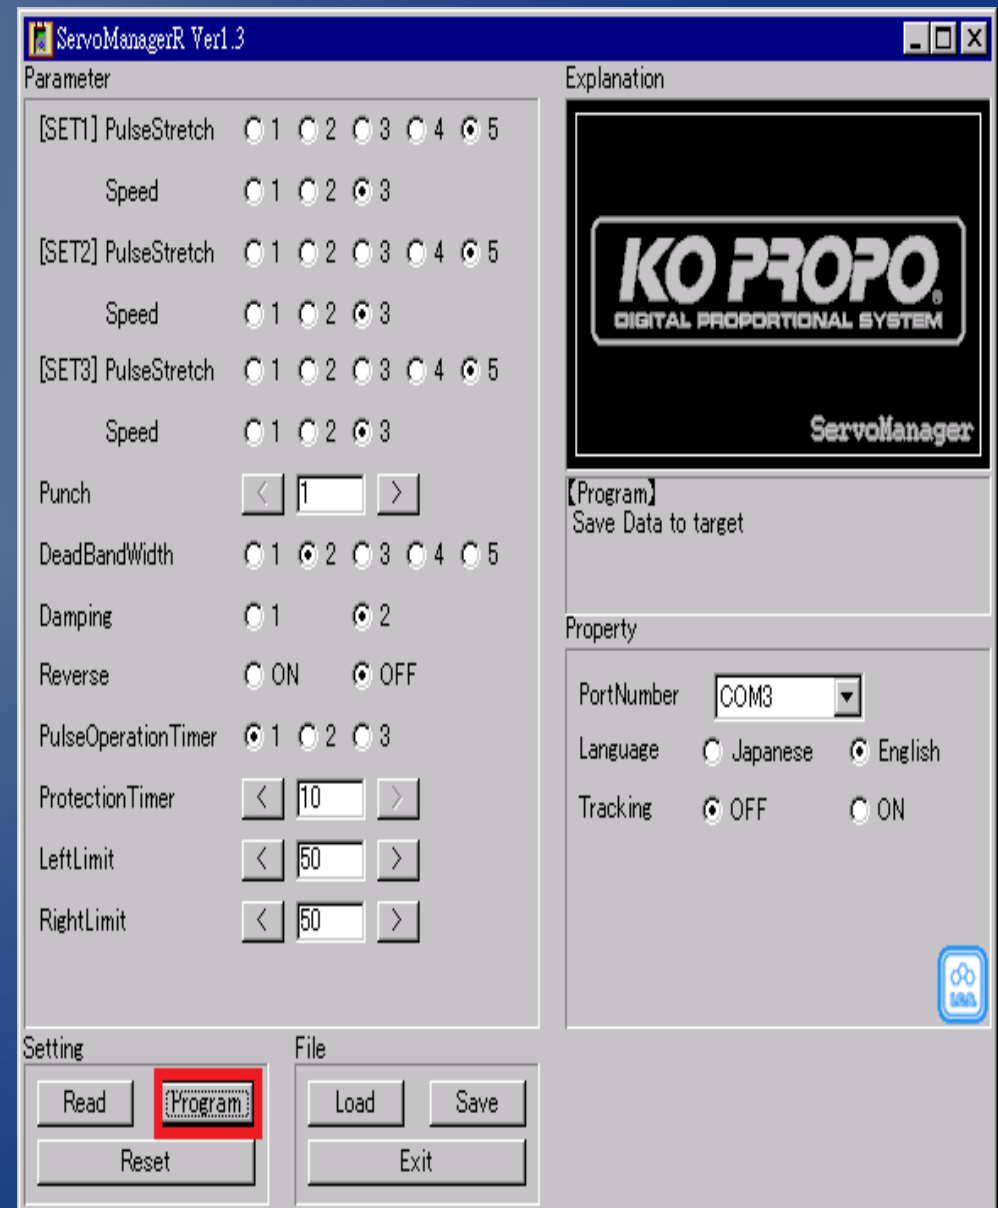 ServoManagerR Ver1.3
Parameter
[SET1] PulseStretch 1 2 3 4 5
Speed 1 2 3
[SET2] PulseStretch 1 2 3 4 5
Speed 1 2 3
[SET3] PulseStretch 1 2 3 4 5
Speed 1 2 3
Punch < 1 >
DeadBandWidth 1 2 3 4 5
Damping 1 2
Reverse ON OFF
PulseOperationTimer 1 2 3
ProtectionTimer < 10 >
LeftLimit < 50 >
RightLimit < 50 >
Explanation
KO PROPO®
DIGITAL PROPORTIONAL SYSTEM
ServoManager
【Program】
Save Data to target
Property
PortNumber COM3
Language Japanese English
Tracking OFF ON
I.C.S.
Setting
Read Program
Reset
File
Load Save
Exit